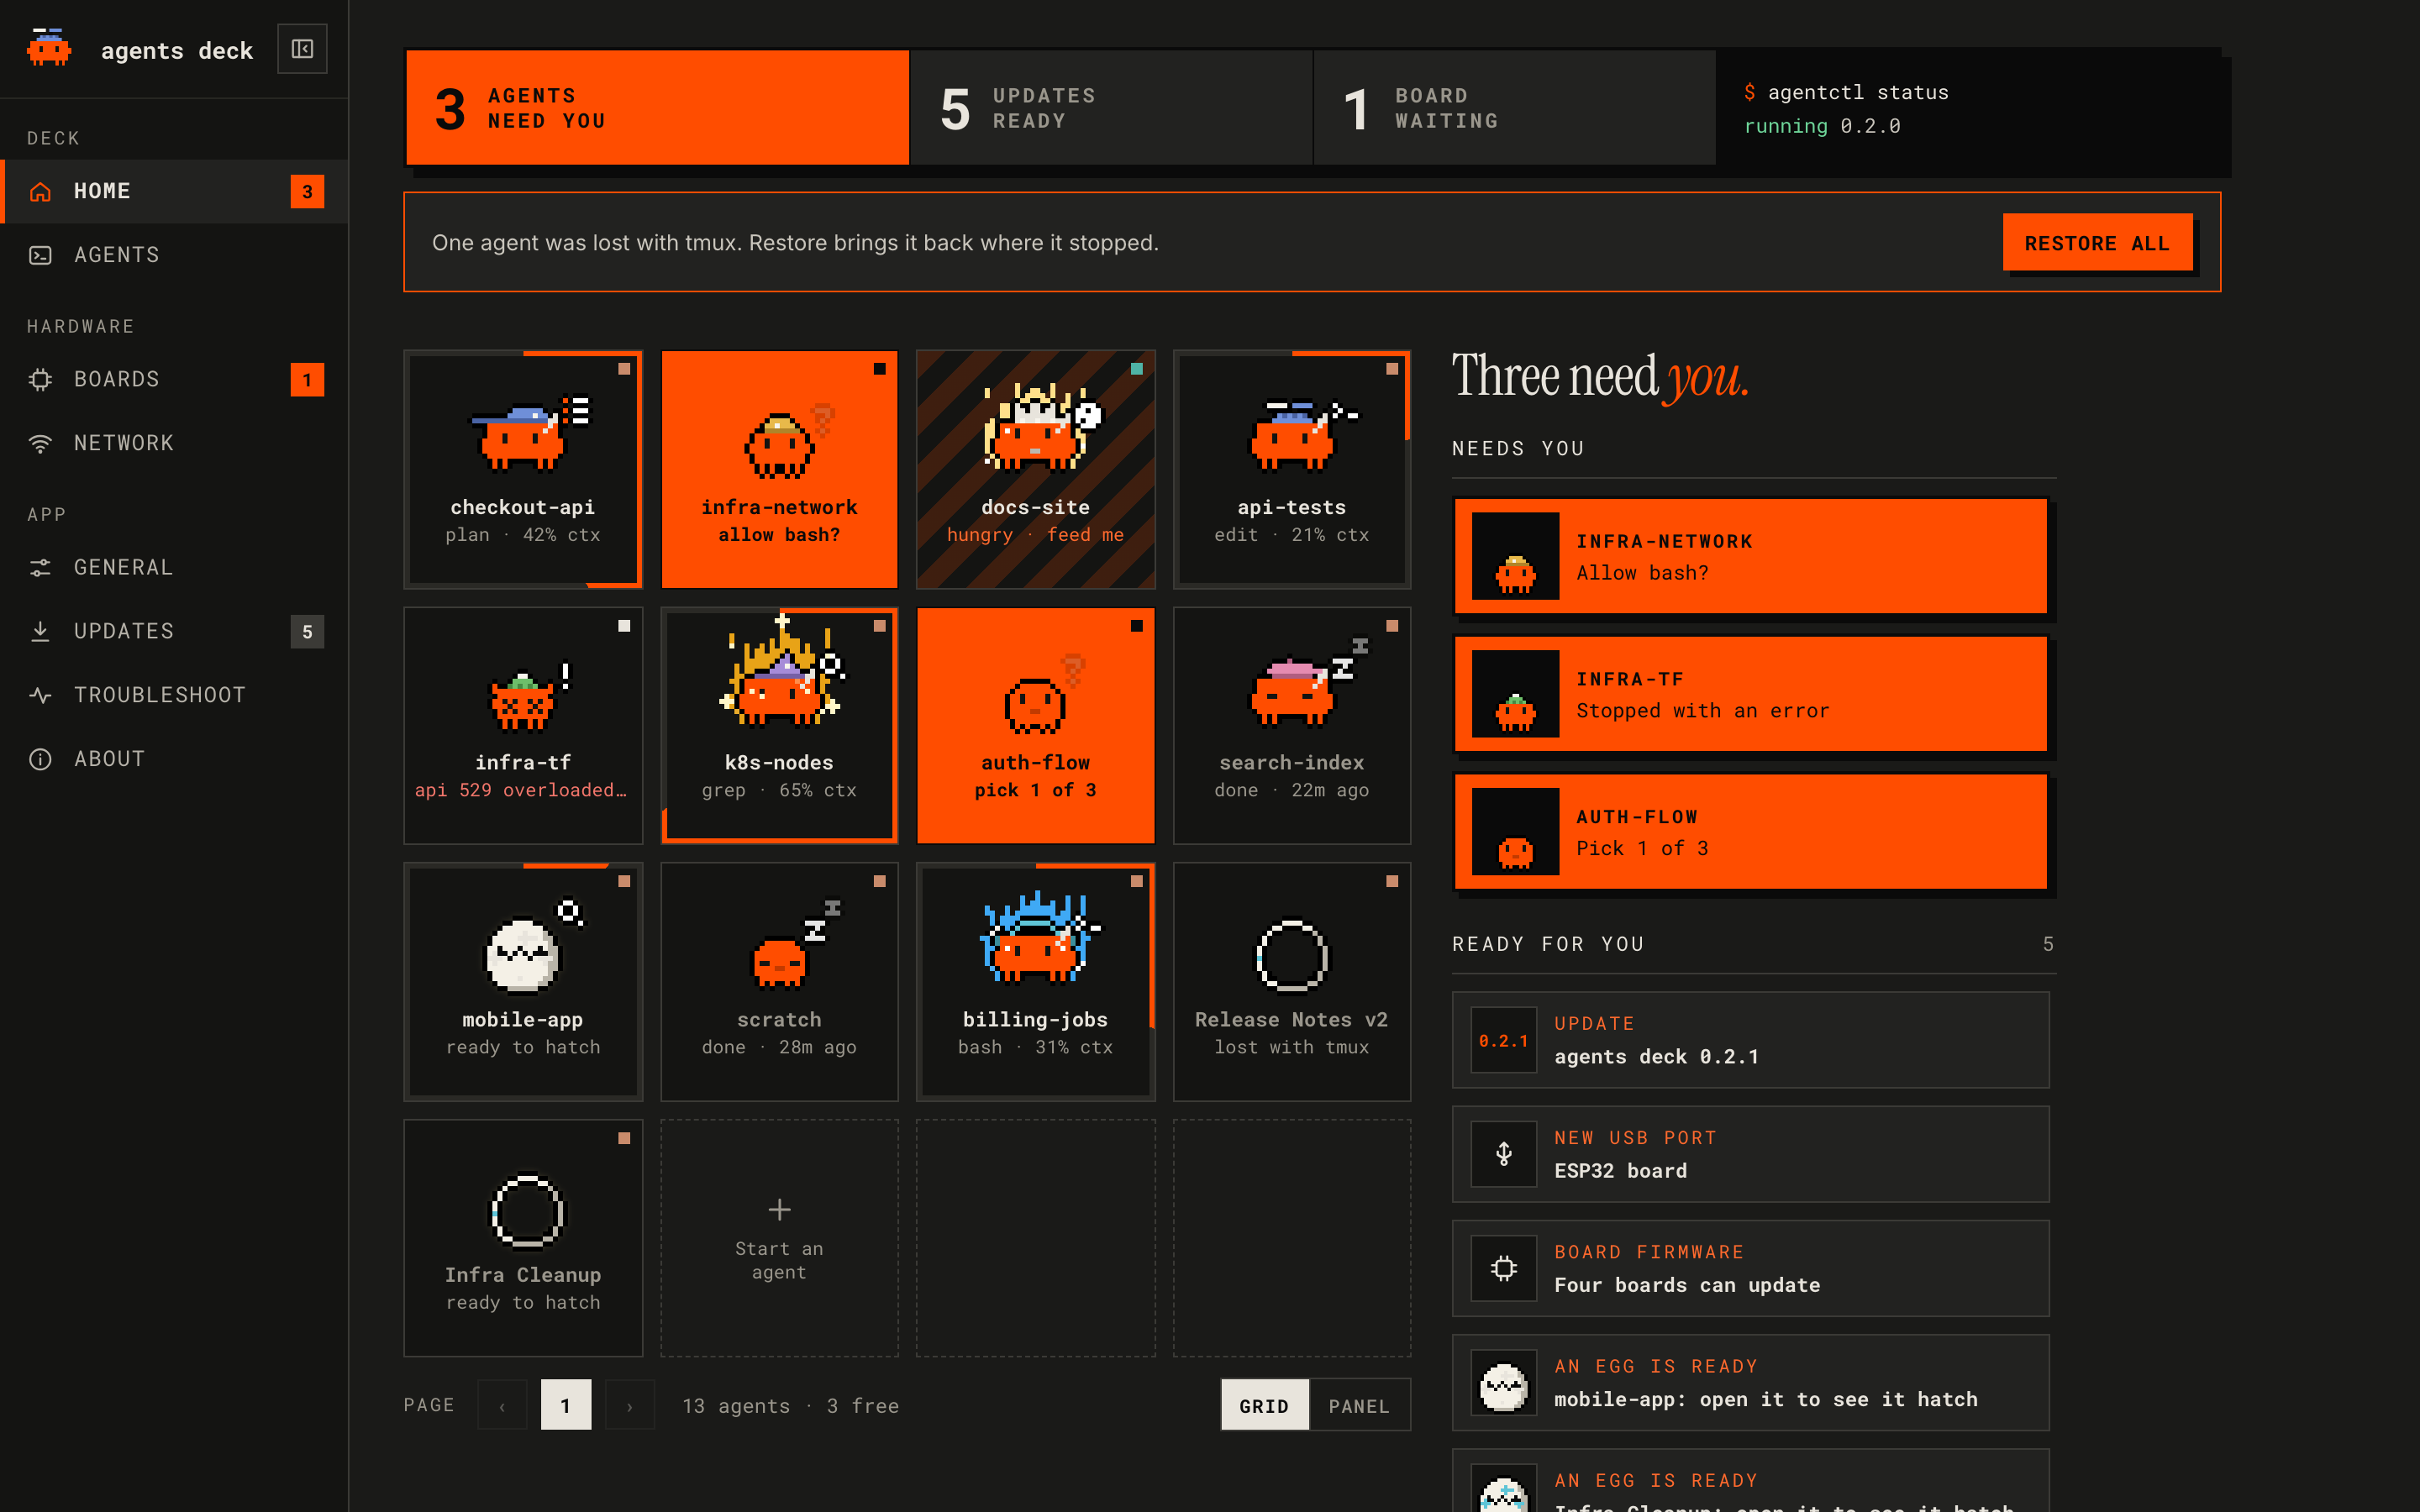 agents deck
DECK
HOME 3
AGENTS
HARDWARE
BOARDS 1
NETWORK
APP
GENERAL
UPDATES 5
TROUBLESHOOT
ABOUT
3 AGENTS NEED YOU
5 UPDATES READY
1 BOARD WAITING
$ agentctl status
running 0.2.0
One agent was lost with tmux. Restore brings it back where it stopped.
RESTORE ALL
checkout-api
plan · 42% ctx
infra-network
allow bash?
docs-site
hungry · feed me
api-tests
edit · 21% ctx
infra-tf
api 529 overloaded…
k8s-nodes
grep · 65% ctx
auth-flow
pick 1 of 3
search-index
done · 22m ago
mobile-app
ready to hatch
scratch
done · 28m ago
billing-jobs
bash · 31% ctx
Release Notes v2
lost with tmux
Infra Cleanup
ready to hatch
Start an
agent
PAGE ‹ 1 › 13 agents · 3 free
GRID PANEL
Three need you.
NEEDS YOU
INFRA-NETWORK
Allow bash?
INFRA-TF
Stopped with an error
AUTH-FLOW
Pick 1 of 3
READY FOR YOU 5
0.2.1
UPDATE
agents deck 0.2.1
NEW USB PORT
ESP32 board
BOARD FIRMWARE
Four boards can update
AN EGG IS READY
mobile-app: open it to see it hatch
AN EGG IS READY
Infra Cleanup: open it to see it hatch